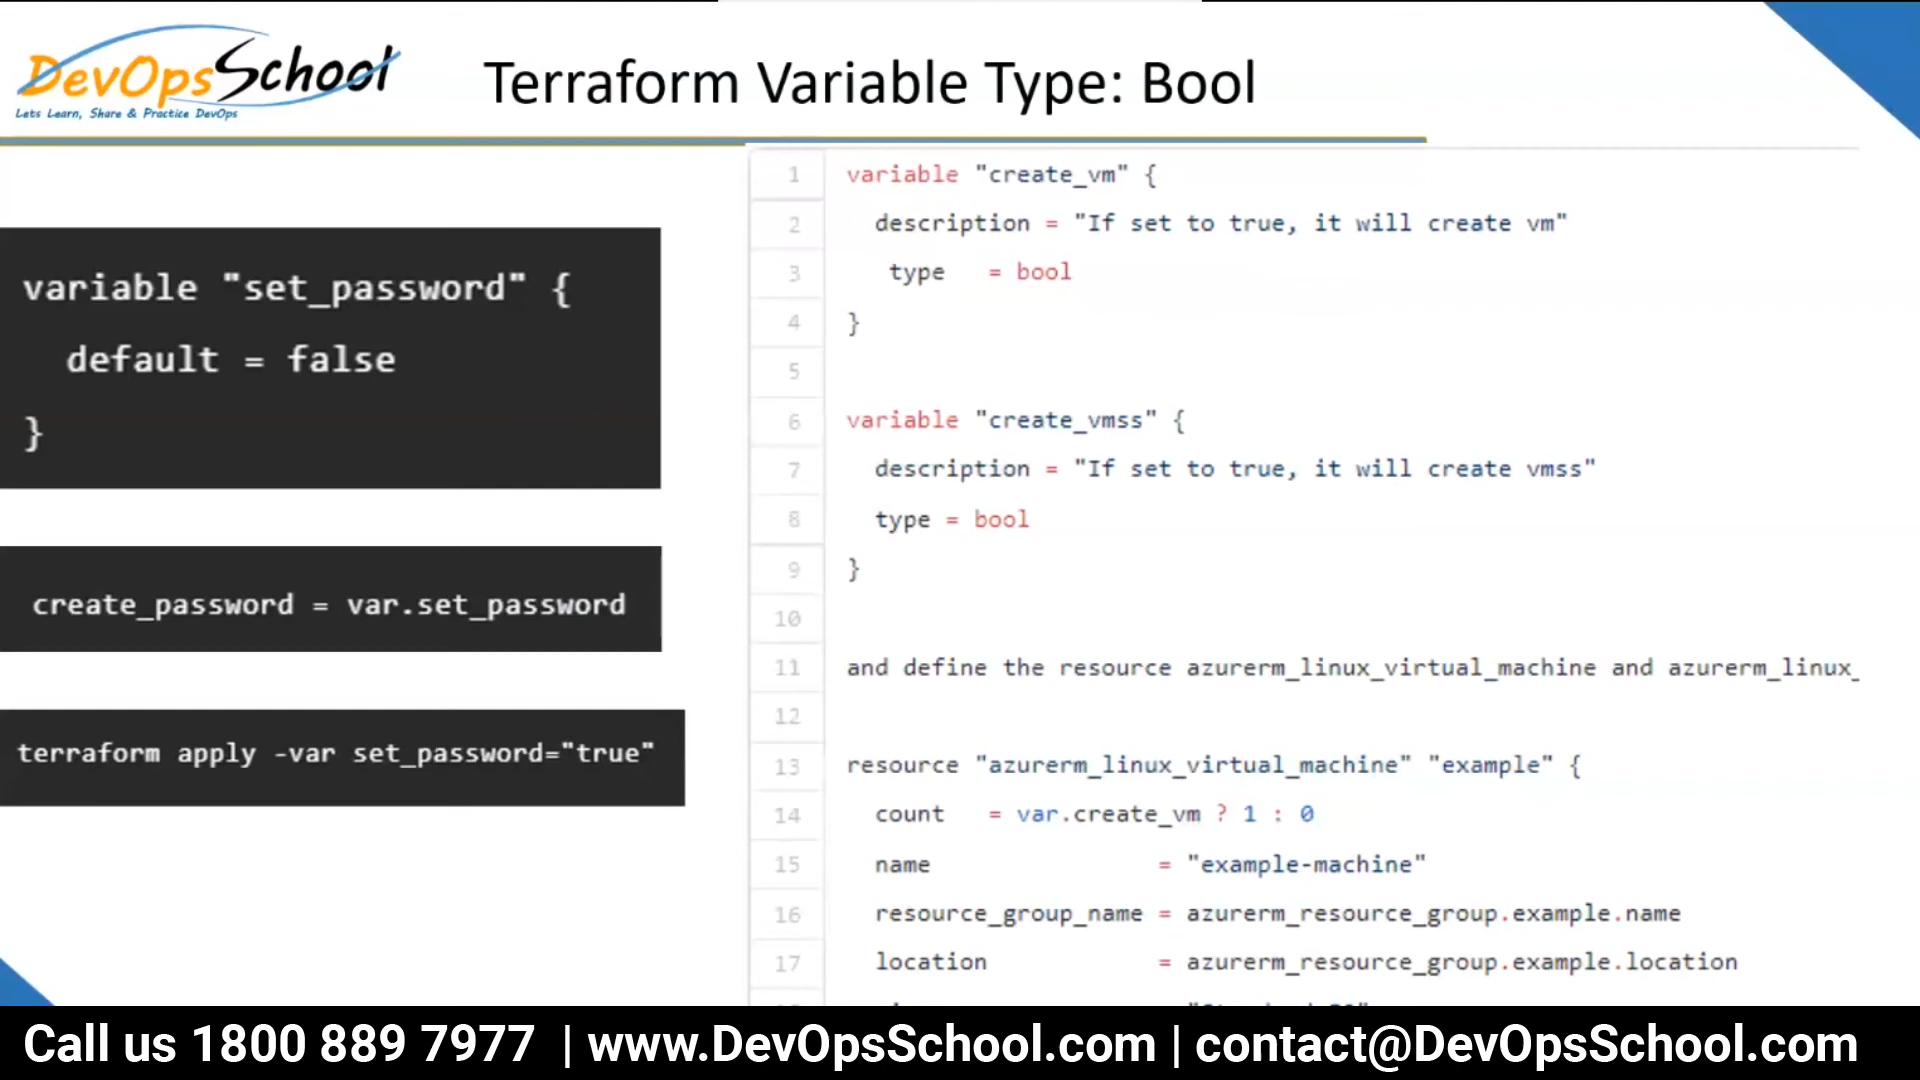 DevOpsSchool
Lets Learn, Share & Practice DevOps
Terraform Variable Type: Bool
variable "set_password" {
default = false
}
create_password = var.set_password
terraform apply -var set_password="true"
1 variable "create_vm" {
2 description = "If set to true, it will create vm"
3 type = bool
4 }
5
6 variable "create_vmss" {
7 description = "If set to true, it will create vmss"
8 type = bool
9 }
10
11 and define the resource azurerm_linux_virtual_machine and azurerm_linux_
12
13 resource "azurerm_linux_virtual_machine" "example" {
14 count = var.create_vm ? 1 : 0
15 name = "example-machine"
16 resource_group_name = azurerm_resource_group.example.name
17 location = azurerm_resource_group.example.location
Call us 1800 889 7977 | www.DevOpsSchool.com | contact@DevOpsSchool.com